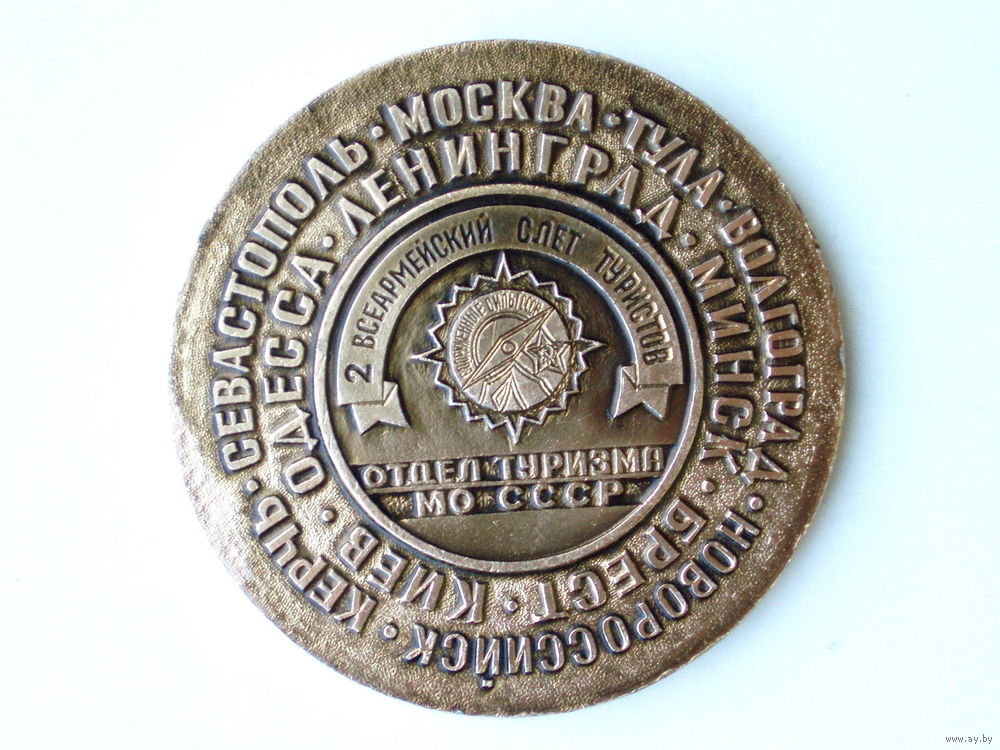 МОСКВА · ТУЛА · ВОЛГОГРАД · НОВОРОССИЙСК · КЕРЧЬ · СЕВАСТОПОЛЬ ·
ЛЕНИНГРАД · МИНСК · БРЕСТ · КИЕВ · ОДЕССА ·
2 ВСЕАРМЕЙСКИЙ СЛЕТ ТУРИСТОВ
ОТДЕЛ ТУРИЗМА
МО СССР
www.ay.by